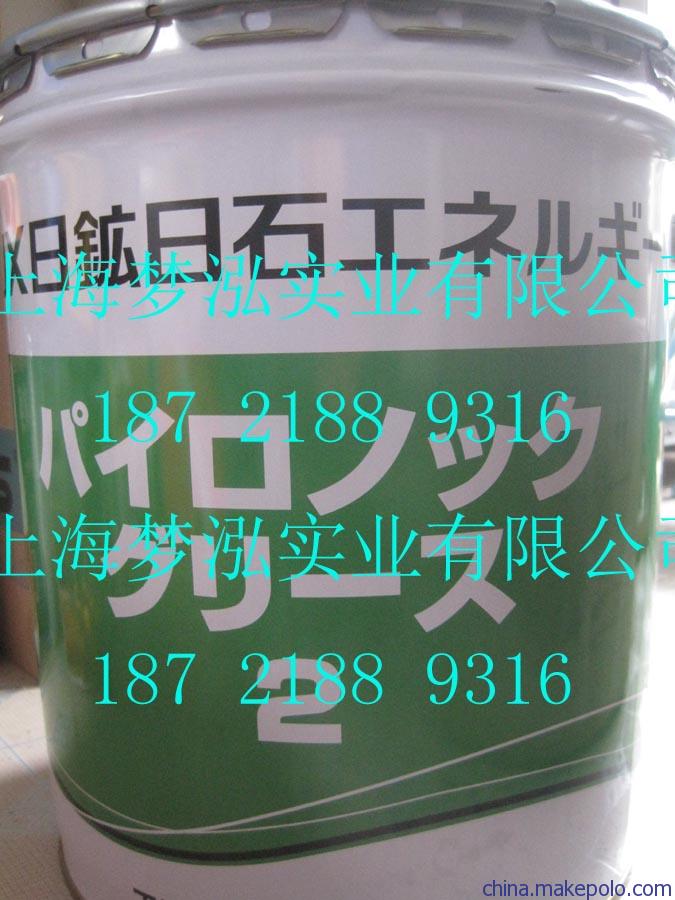 JX日鉱日石エネルギー
上海梦泓实业有限公司
187 2188 9316
パイロノック
上海梦泓实业有限公司
グリース
187 2188 9316
2
china.makepolo.com